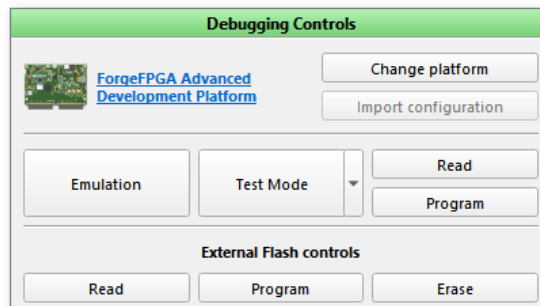 Debugging Controls
ForgeFPGA Advanced
Development Platform
Change platform
Import configuration
Emulation
Test Mode
Read
Program
External Flash controls
Read
Program
Erase